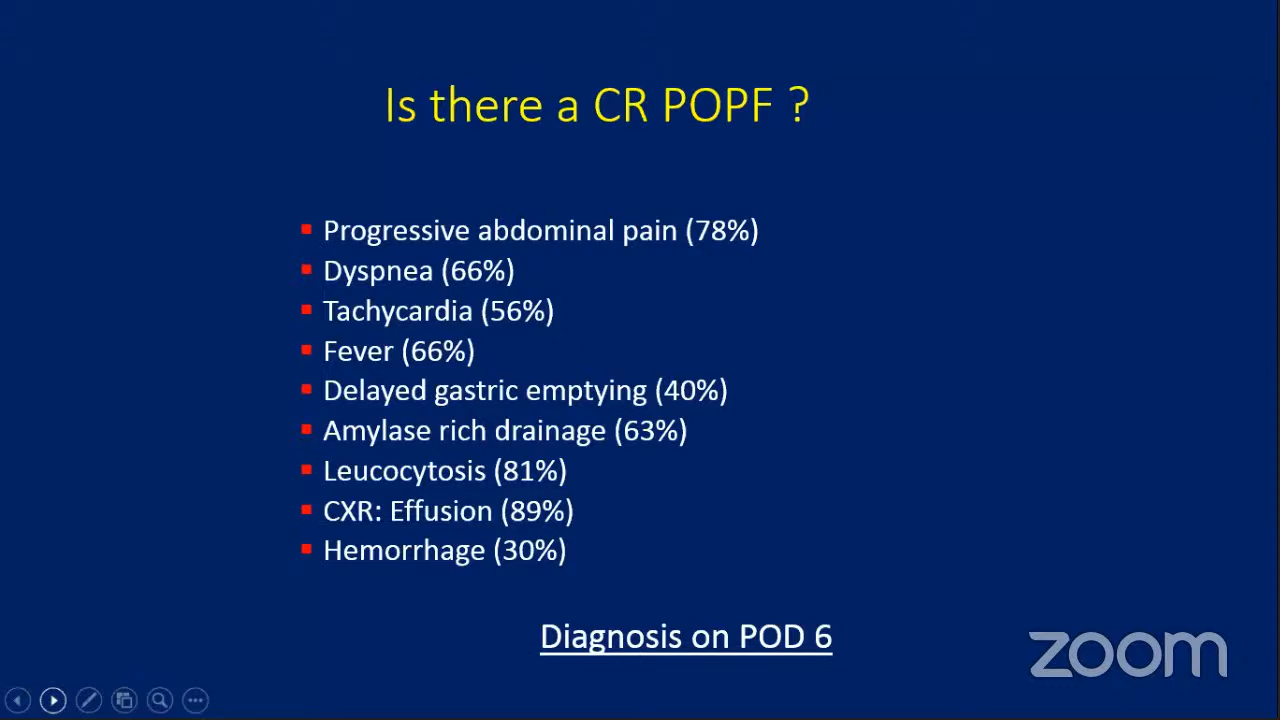 Is there a CR POPF ?
▪ Progressive abdominal pain (78%)
▪ Dyspnea (66%)
▪ Tachycardia (56%)
▪ Fever (66%)
▪ Delayed gastric emptying (40%)
▪ Amylase rich drainage (63%)
▪ Leucocytosis (81%)
▪ CXR: Effusion (89%)
▪ Hemorrhage (30%)
Diagnosis on POD 6
zoom